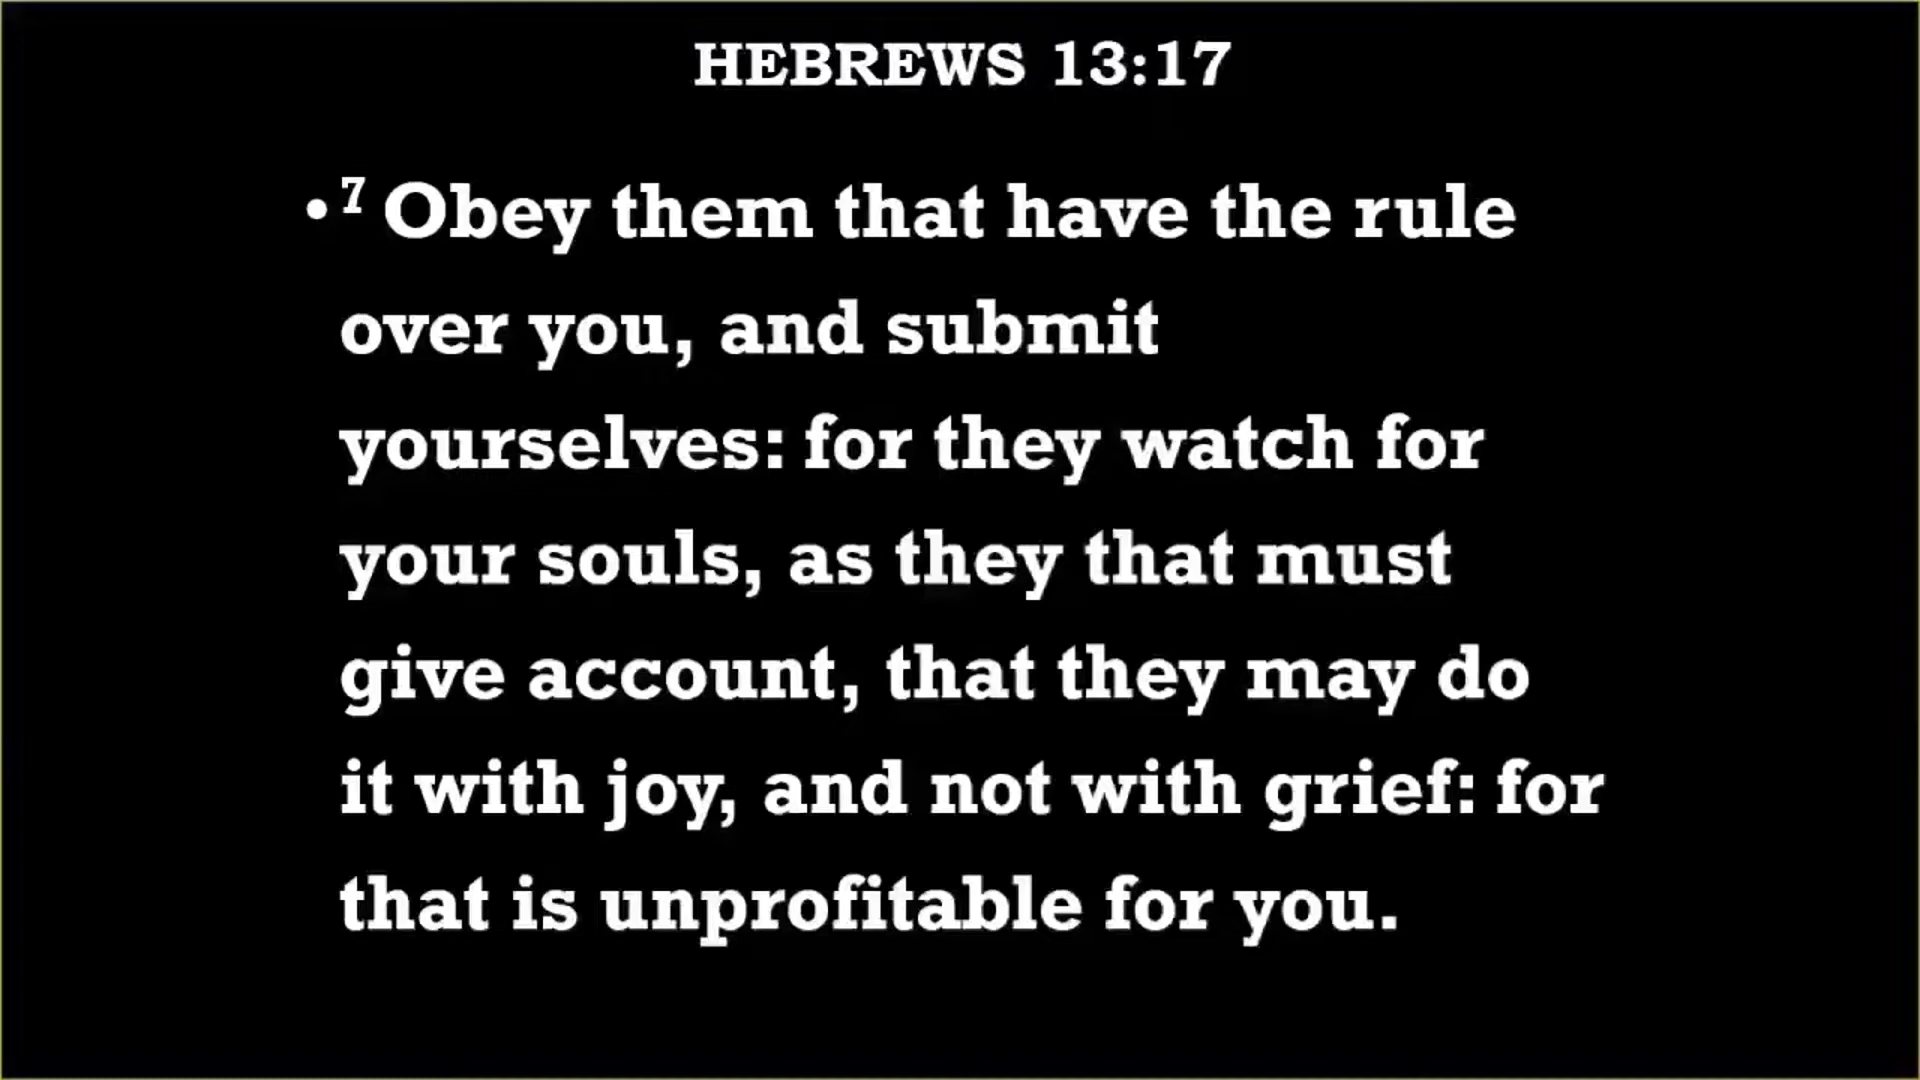 HEBREWS 13:17
• 7 Obey them that have the rule
over you, and submit
yourselves: for they watch for
your souls, as they that must
give account, that they may do
it with joy, and not with grief: for
that is unprofitable for you.